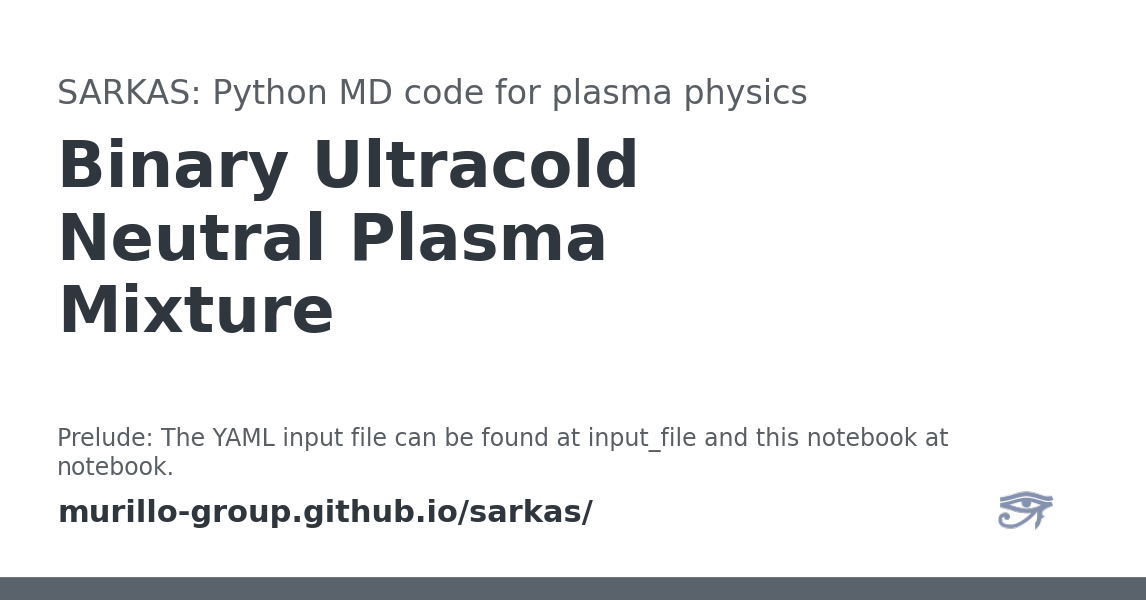 SARKAS: Python MD code for plasma physics
Binary Ultracold
Neutral Plasma
Mixture
Prelude: The YAML input file can be found at input_file and this notebook at
notebook.
murillo-group.github.io/sarkas/